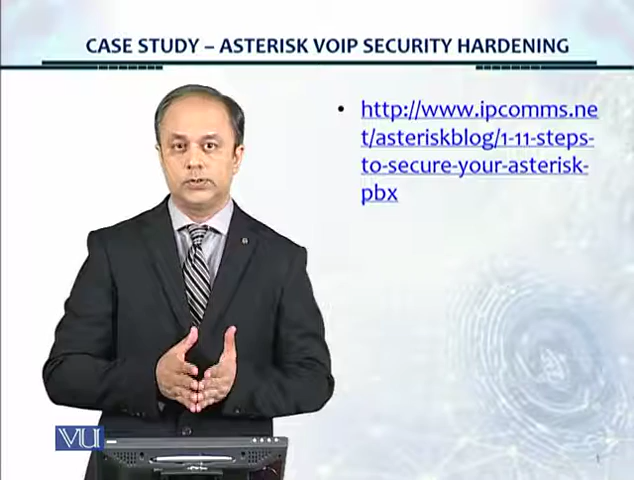 CASE STUDY – ASTERISK VOIP SECURITY HARDENING
• http://www.ipcomms.ne
t/asteriskblog/1-11-steps-
to-secure-your-asterisk-
pbx
VU